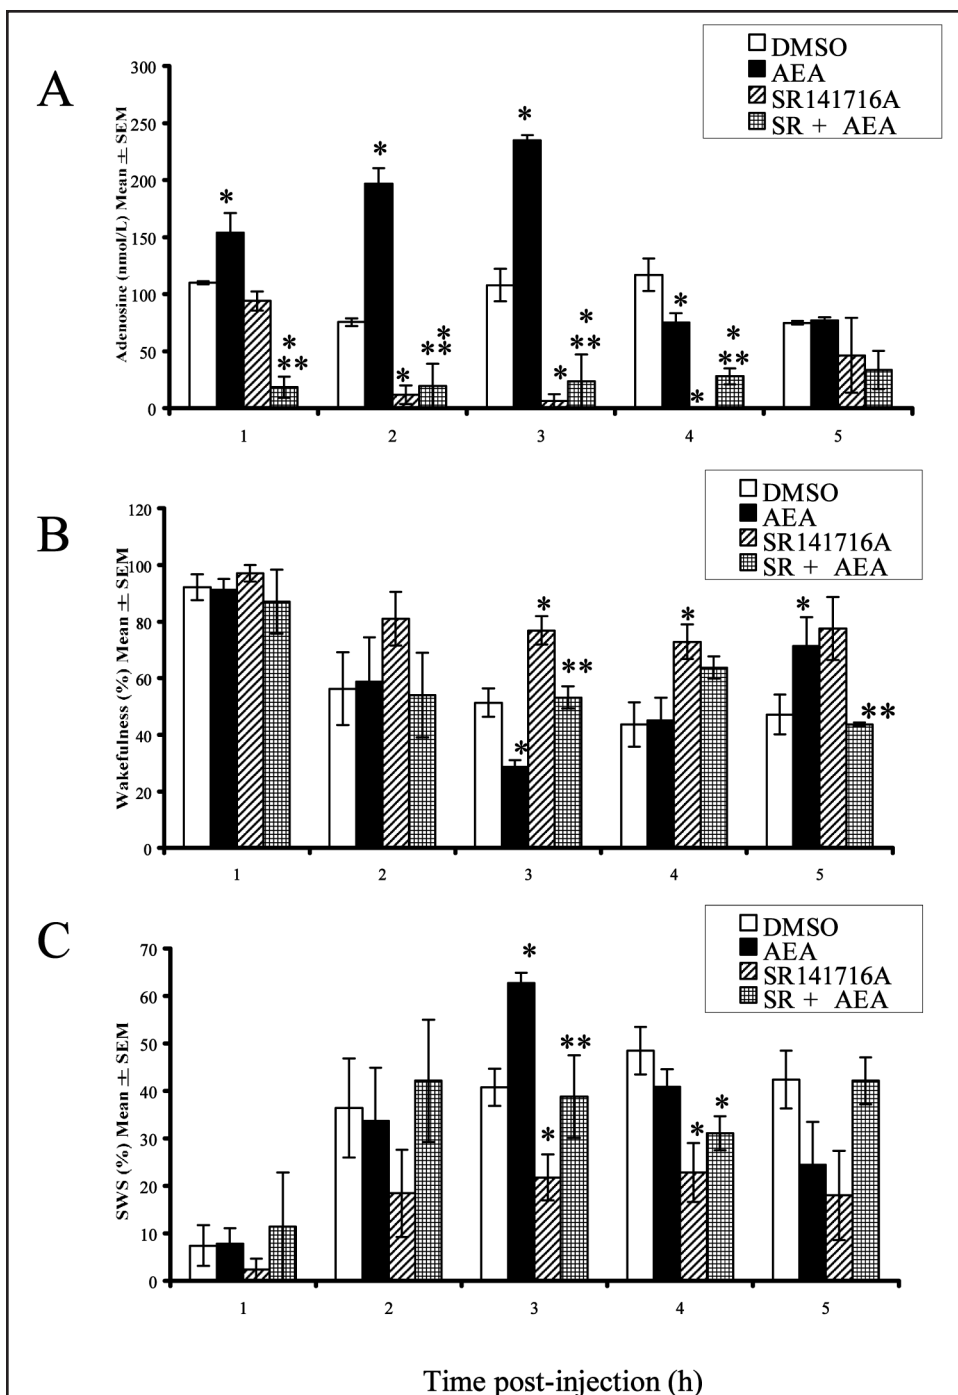 A
DMSO
AEA
SR141716A
SR + AEA
Adenosine (nmol/L) Mean ± SEM
300
250
200
150
100
50
0
*
*
*
*
**
*
*
**
*
*
**
*
*
*
**
1 2 3 4 5
B
DMSO
AEA
SR141716A
SR + AEA
Wakefulness (%) Mean ± SEM
120
100
80
60
40
20
0
*
*
**
*
*
**
1 2 3 4 5
C
DMSO
AEA
SR141716A
SR + AEA
SWS (%) Mean ± SEM
70
60
50
40
30
20
10
0
*
*
**
*
*
1 2 3 4 5
Time post-injection (h)